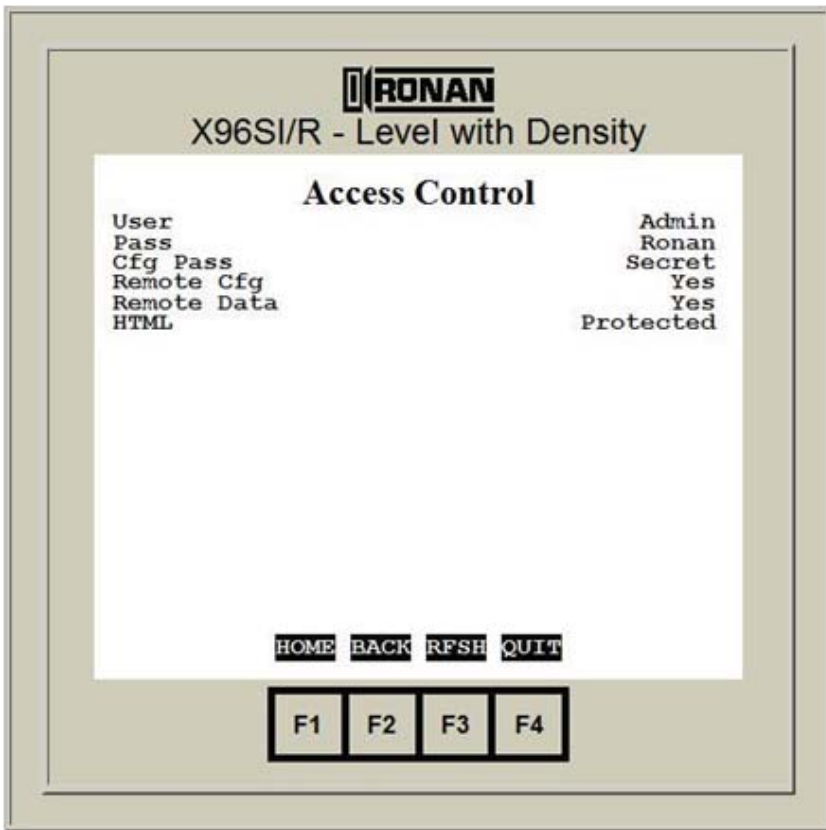 RONAN
X96SI/R - Level with Density
Access Control
User Admin
Pass Ronan
Cfg Pass Secret
Remote Cfg Yes
Remote Data Yes
HTML Protected
HOME BACK RFSH QUIT
F1 F2 F3 F4